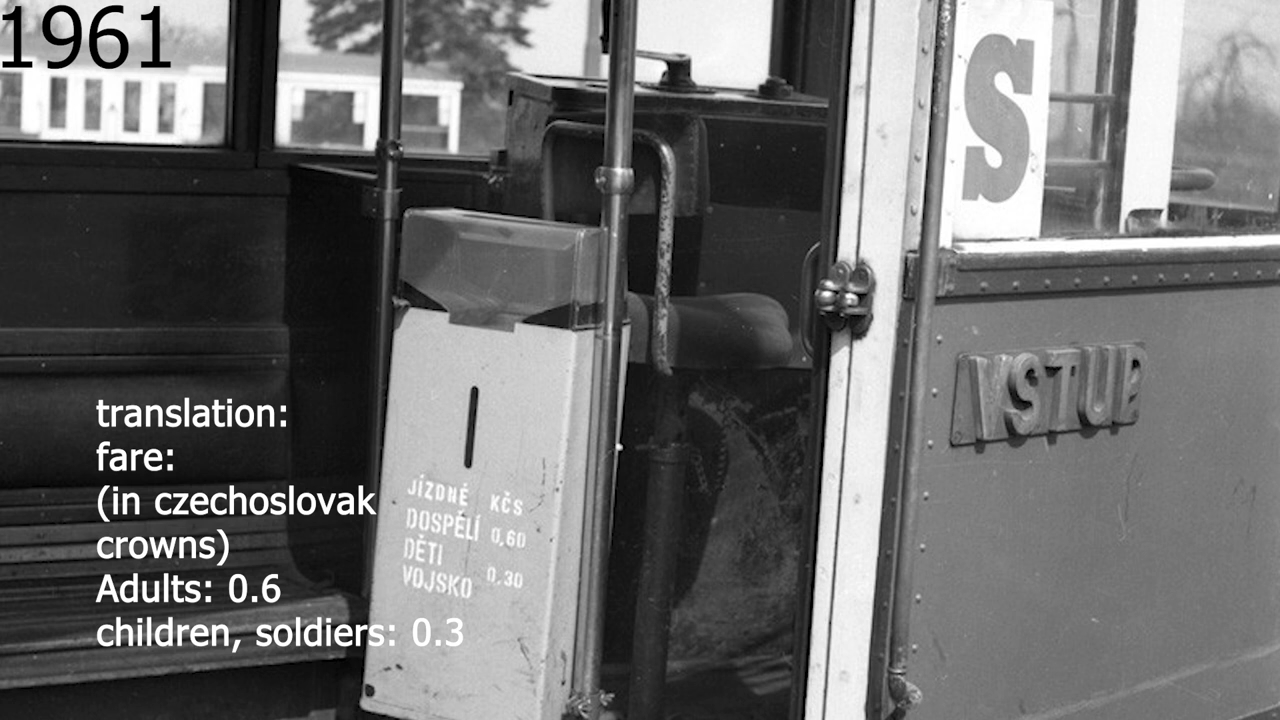 1961
S
VSTUP
translation:
fare:
(in czechoslovak
crowns)
Adults: 0.6
children, soldiers: 0.3
JÍZDNÉ KČS
DOSPĚLÍ 0,60
DĚTI
VOJSKO 0,30